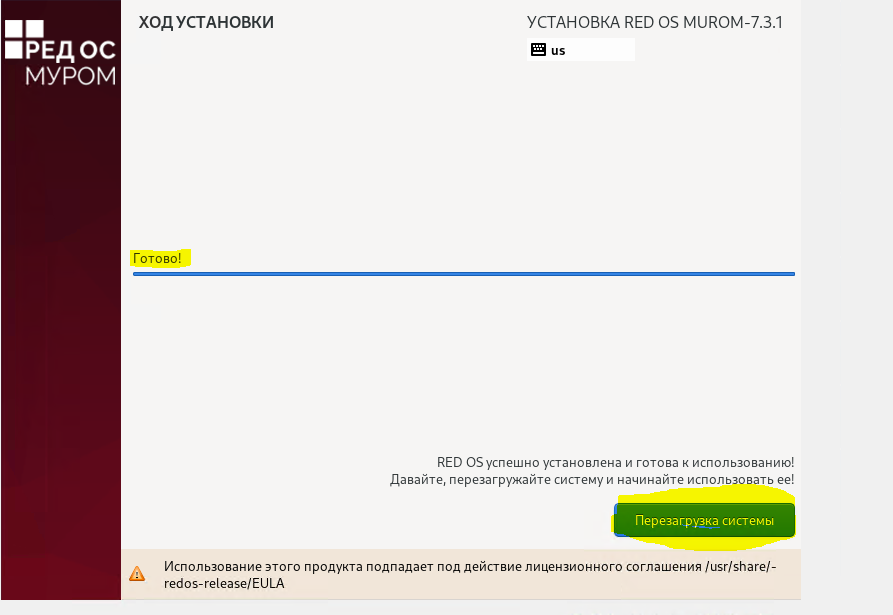 РЕД ОС
МУРОМ
ХОД УСТАНОВКИ
УСТАНОВКА RED OS MUROM-7.3.1
us
Готово!
RED OS успешно установлена и готова к использованию!
Давайте, перезагружайте систему и начинайте использовать ее!
Перезагрузка системы
Использование этого продукта подпадает под действие лицензионного соглашения /usr/share/-
redos-release/EULA